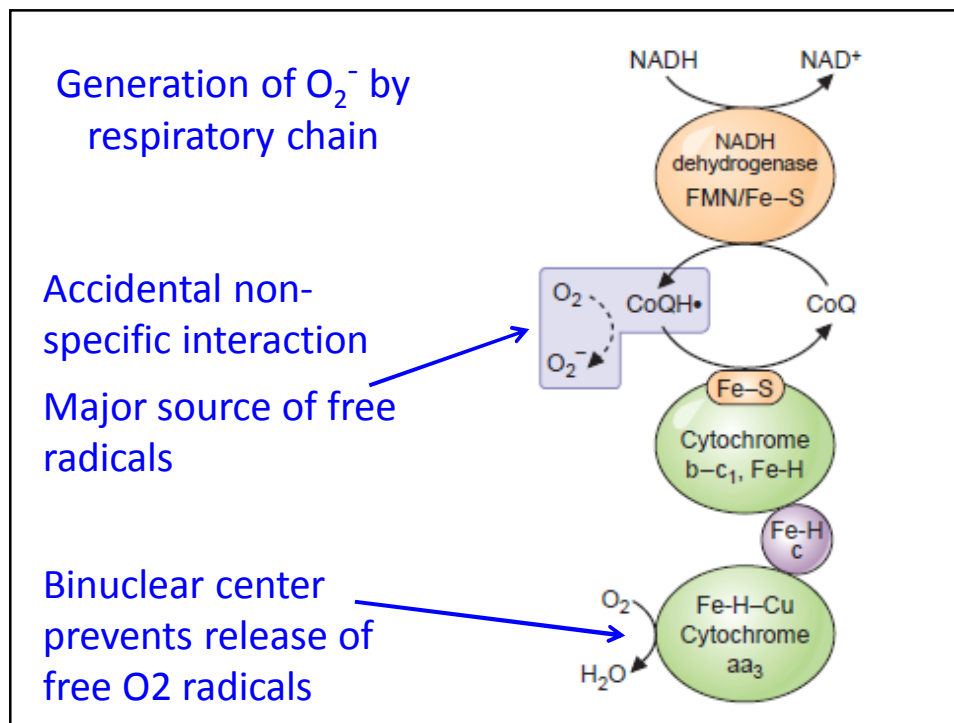 Generation of O₂⁻ by
respiratory chain
Accidental non-
specific interaction
Major source of free
radicals
Binuclear center
prevents release of
free O2 radicals
NADH NAD⁺
NADH
dehydrogenase
FMN/Fe–S
O₂ CoQH• CoQ
O₂⁻
Fe–S
Cytochrome
b–c₁, Fe-H
Fe-H
c
O₂ Fe-H–Cu
Cytochrome
H₂O aa₃